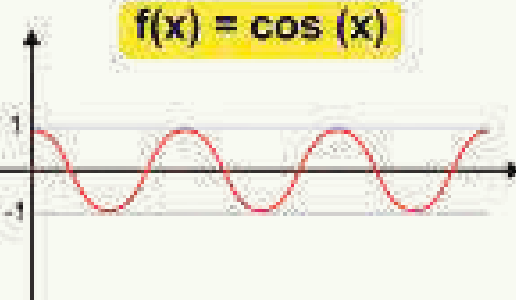 f(x) = cos (x)
1
-1